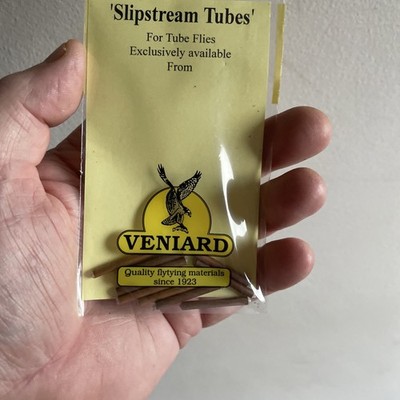 'Slipstream Tubes'
For Tube Flies
Exclusively available
From
VENIARD
Quality flytying materials
since 1923